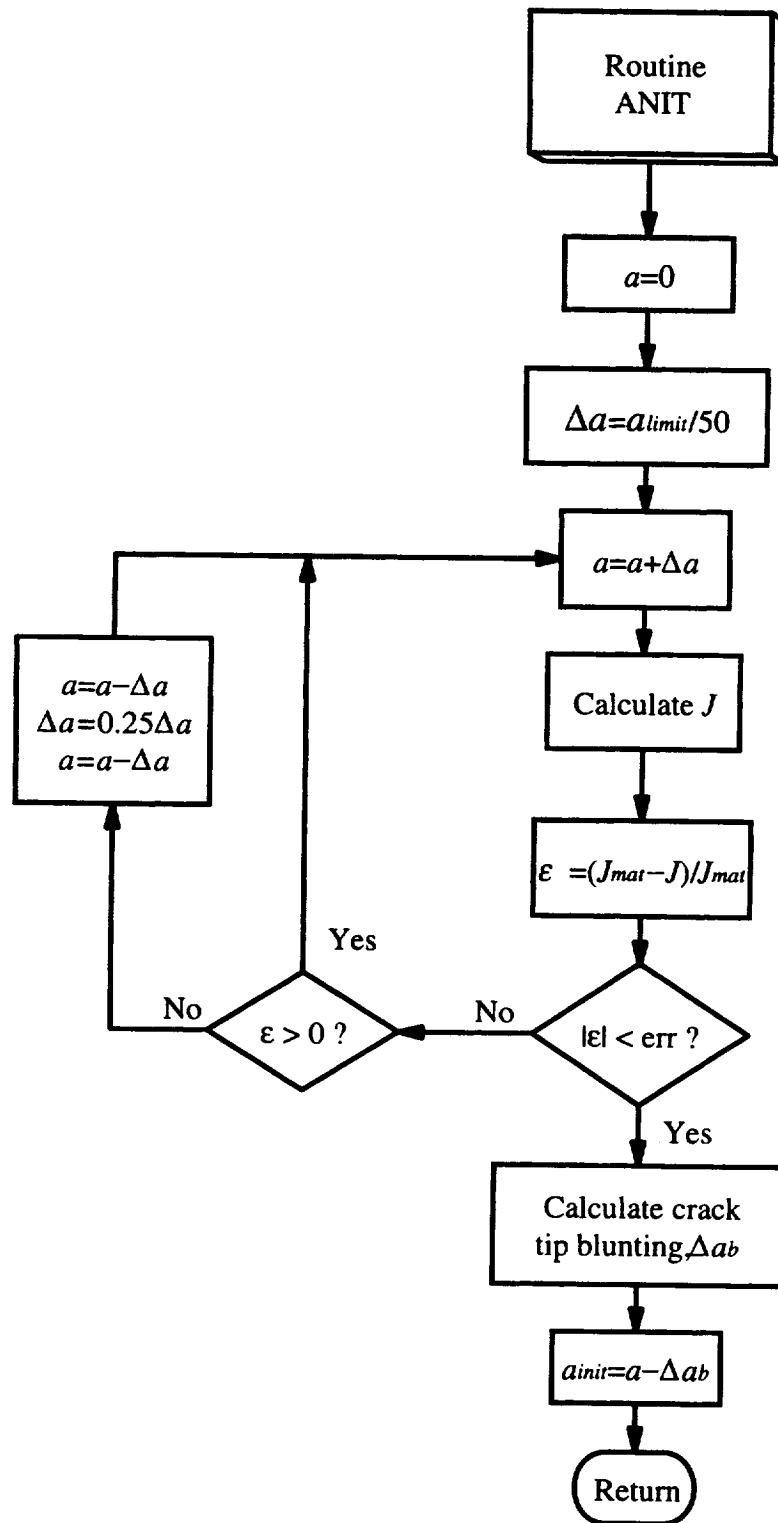 Routine
ANIT
a=0
Δa=alimit/50
a=a+Δa
a=a−Δa
Δa=0.25Δa
a=a−Δa
Calculate J
ε =(Jmat−J)/Jmat
Yes
No
ε > 0 ?
No
|ε| < err ?
Yes
Calculate crack
tip blunting,Δab
ainit=a−Δab
Return